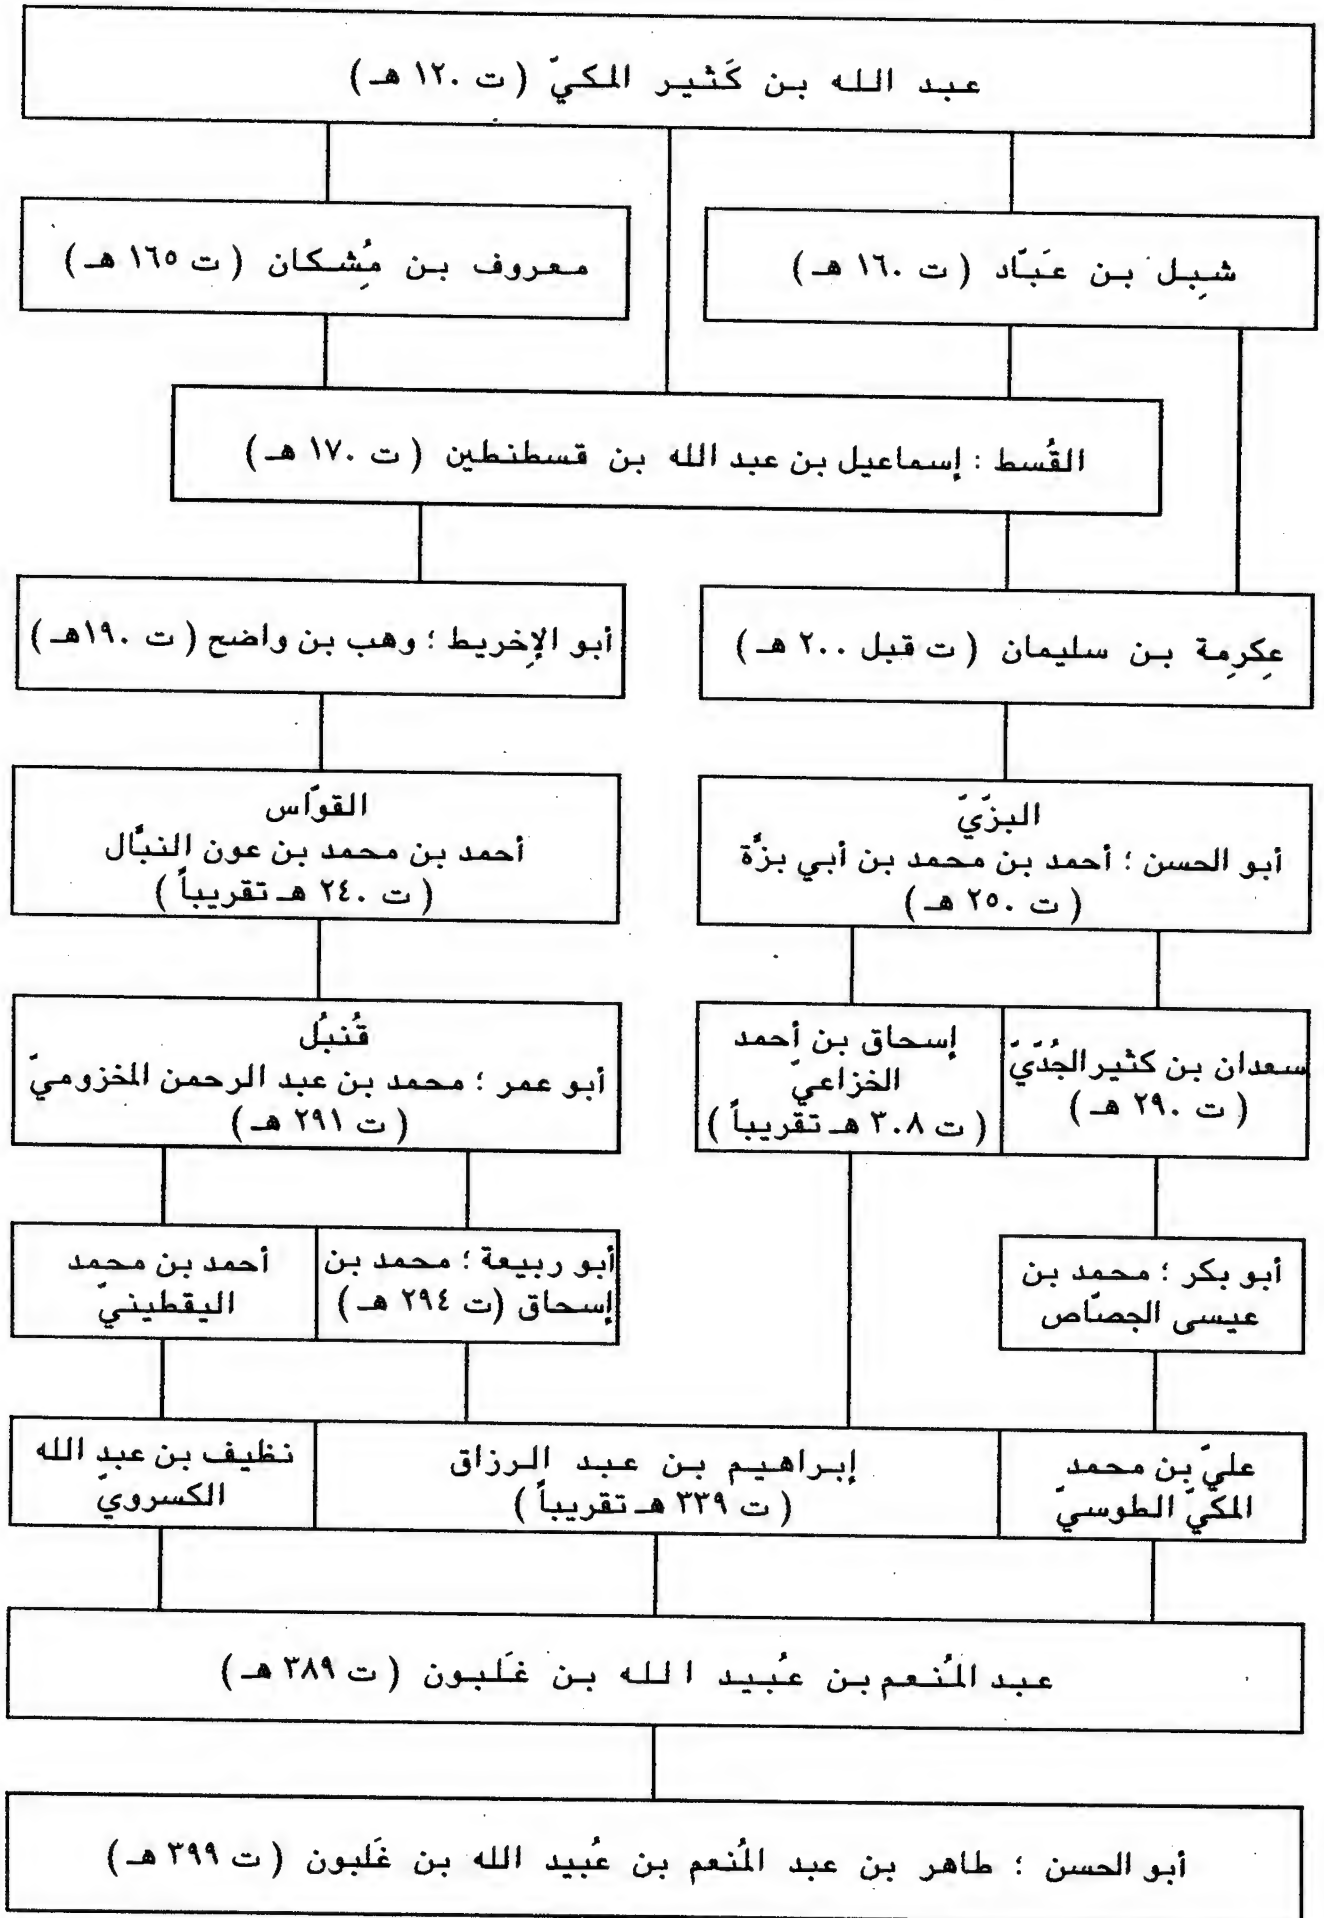 عبد الله بن كَثير المكيّ ( ت ١٢٠ هـ )
شِبل بن عَبّاد ( ت ١٦٠ هـ )
معروف بن مُشكان ( ت ١٦٥ هـ )
القُسط : إسماعيل بن عبد الله بن قسطنطين ( ت ١٧٠ هـ )
عِكرِمة بن سليمان ( ت قبل ٢٠٠ هـ )
أبو الإخريط ؛ وهب بن واضح ( ت ١٩٠هـ )
البزّيّ
أبو الحسن ؛ أحمد بن محمد بن أبي بزّة
( ت ٢٥٠ هـ )
القوّاس
أحمد بن محمد بن عون النبّال
( ت ٢٤٠ هـ تقريباً )
سعدان بن كثير الجُدّيّ
( ت ٢٩٠ هـ )
إسحاق بن أحمد
الخزاعيّ
( ت ٣٠٨ هـ تقريباً )
قُنبُل
أبو عمر ؛ محمد بن عبد الرحمن المخزوميّ
( ت ٢٩١ هـ )
أبو بكر ؛ محمد بن
عيسى الجصّاص
أبو ربيعة ؛ محمد بن
إسحاق ( ت ٢٩٤ هـ )
أحمد بن محمد
اليقطينيّ
عليّ بن محمد
المكّيّ الطوسيّ
إبراهيم بن عبد الرزاق
( ت ٣٣٩ هـ تقريباً )
نظيف بن عبد الله
الكسرويّ
عبد المُنعم بن عُبيد الله بن غَلبون ( ت ٣٨٩ هـ )
أبو الحسن ؛ طاهر بن عبد المُنعم بن عُبيد الله بن غَلبون ( ت ٣٩٩ هـ )